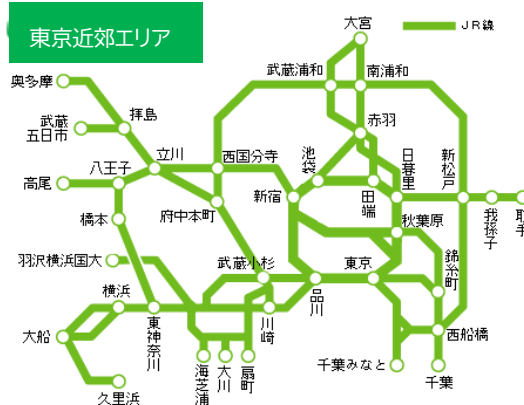 東京近郊エリア
JR線
大宮
武蔵浦和
南浦和
奥多摩
拝島
武蔵
五日市
赤羽
立川
西国分寺
池袋
日暮里
新松戸
八王子
高尾
新宿
田端
我孫子
取手
橋本
府中本町
秋葉原
羽沢横浜国大
武蔵小杉
東京
錦糸町
横浜
品川
大船
東神奈川
川崎
西船橋
海芝浦
大川
扇町
千葉みなと
千葉
久里浜